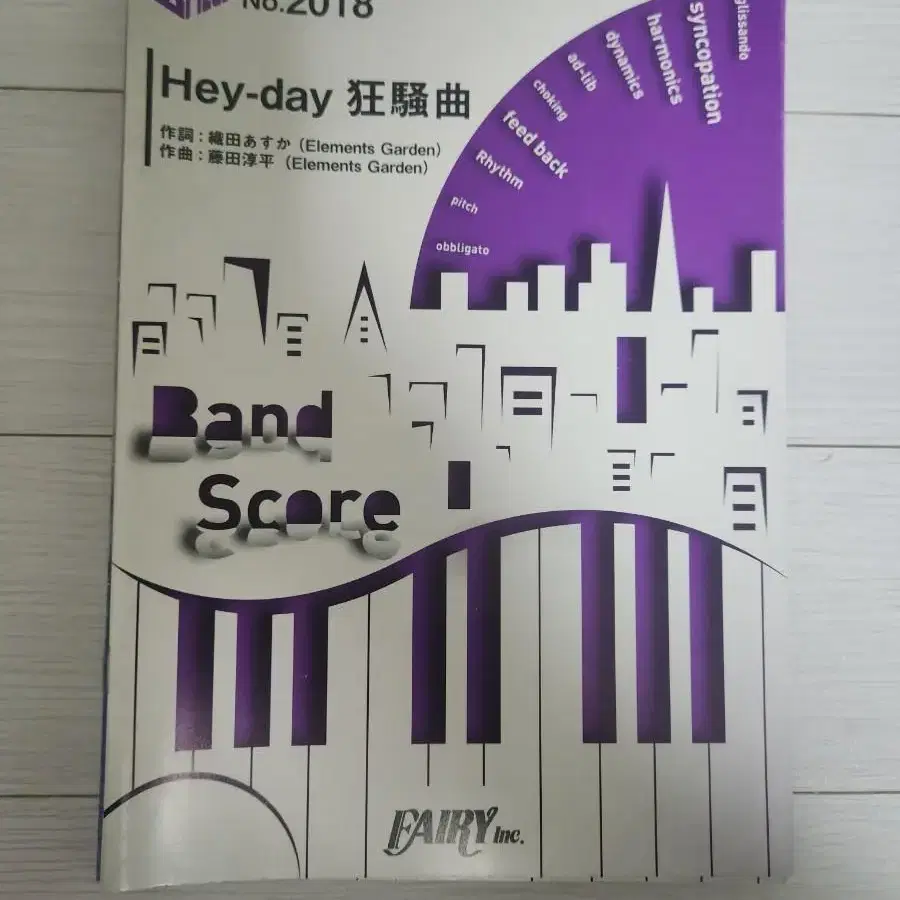 No.2018
Hey-day 狂騒曲
作詞：織田あすか（Elements Garden）
作曲：藤田淳平（Elements Garden）
glissando
syncopation
harmonics
dynamics
ad-lib
choking
feed back
Rhythm
pitch
obbligato
Band
Score
FAIRY Inc.